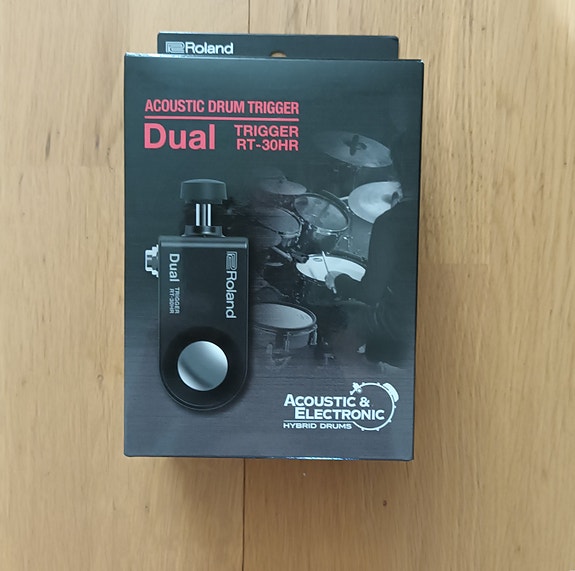 Roland
ACOUSTIC DRUM TRIGGER
Dual TRIGGER
RT-30HR
Roland
Dual TRIGGER
RT-30HR
ACOUSTIC &
ELECTRONIC
HYBRID DRUMS